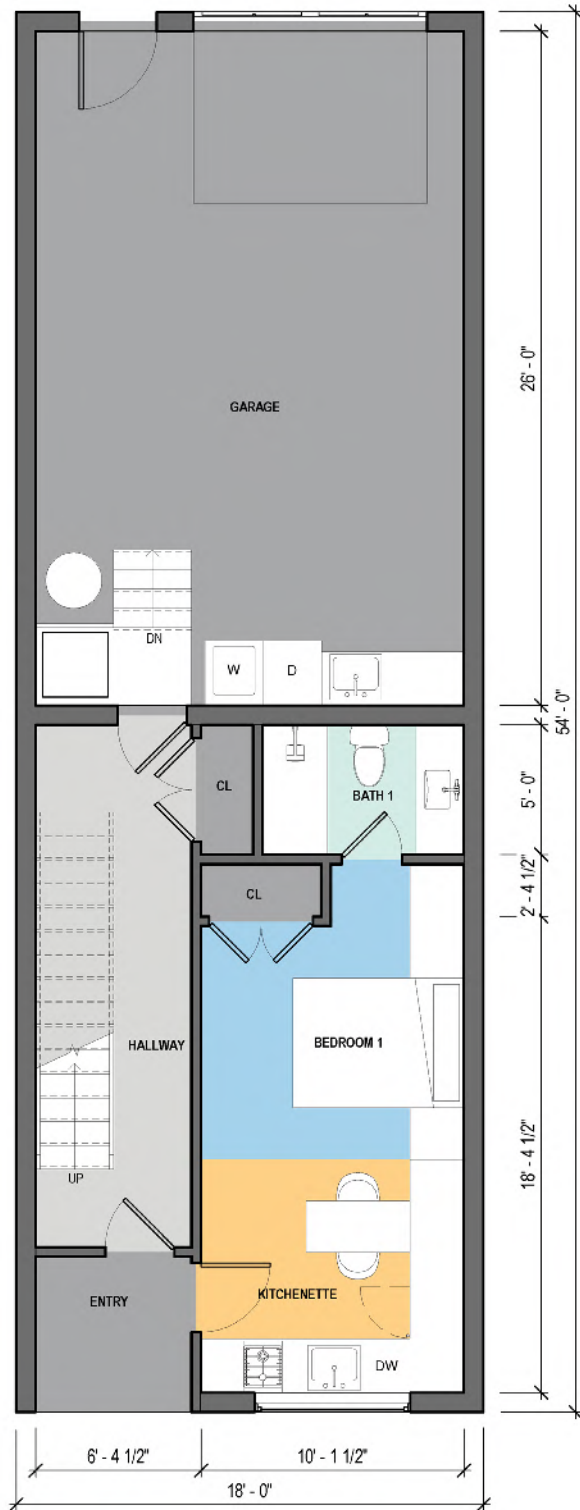 26' - 0"
GARAGE
DN
W
D
54' - 0"
CL
BATH 1
5' - 0"
CL
2' - 4 1/2"
HALLWAY
BEDROOM 1
18' - 4 1/2"
UP
ENTRY
KITCHENETTE
DW
6' - 4 1/2"
10' - 1 1/2"
18' - 0"